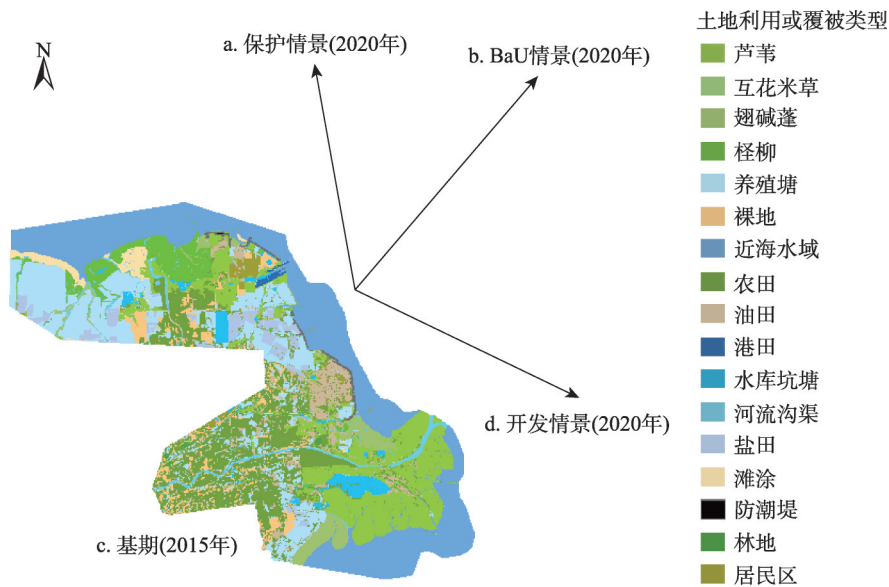 N
a. 保护情景(2020年)
b. BaU情景(2020年)
d. 开发情景(2020年)
c. 基期(2015年)
土地利用或覆被类型
芦苇
互花米草
翅碱蓬
柽柳
养殖塘
裸地
近海水域
农田
油田
港田
水库坑塘
河流沟渠
盐田
滩涂
防潮堤
林地
居民区